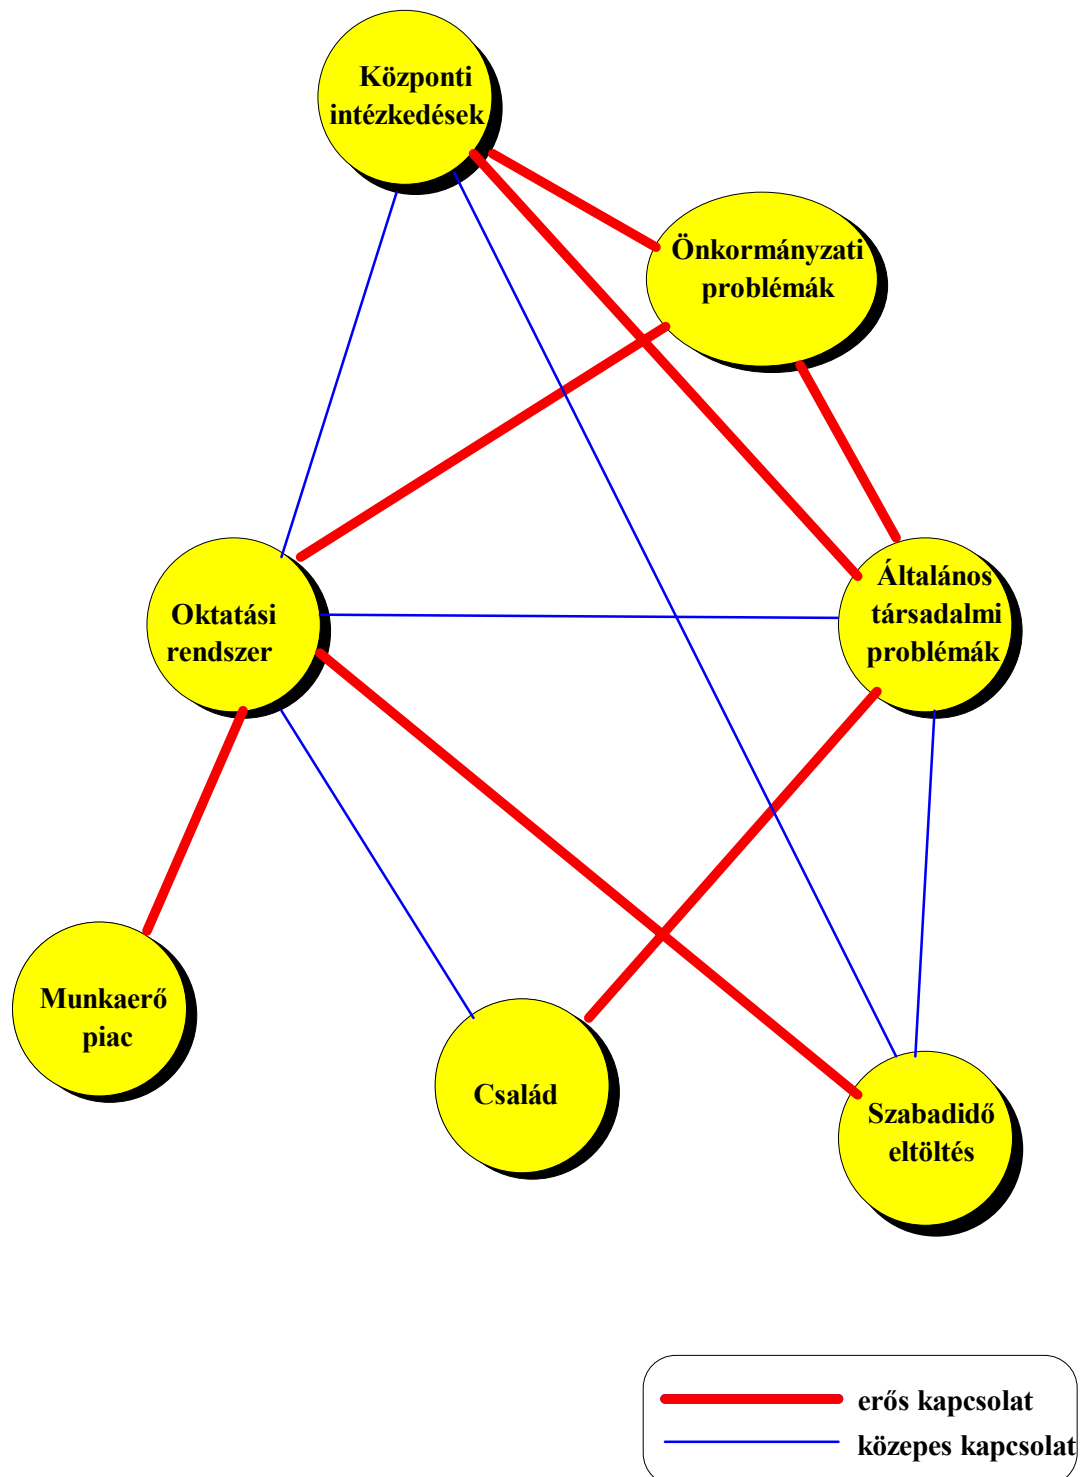 Központi
intézkedések
Önkormányzati
problémák
Általános
társadalmi
problémák
Oktatási
rendszer
Munkaerő
piac
Család
Szabadidő
eltöltés
erős kapcsolat
közepes kapcsolat